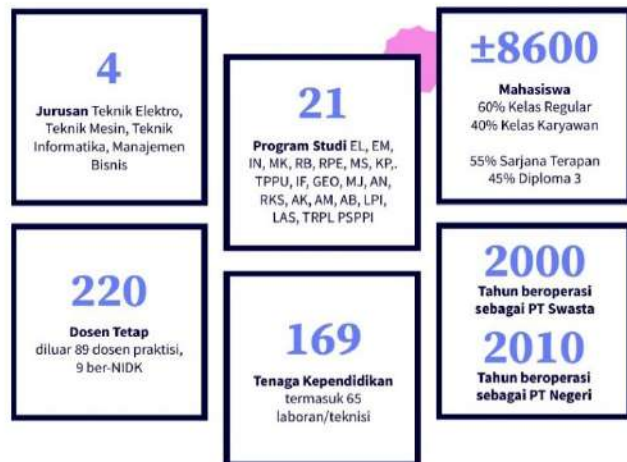 4
Jurusan Teknik Elektro,
Teknik Mesin, Teknik
Informatika, Manajemen
Bisnis
21
Program Studi EL, EM,
IN, MK, RB, RPE, MS, KP,.
TPPU, IF, GEO, MJ, AN,
RKS, AK, AM, AB, LPI,
LAS, TRPL PSPPI
±8600
Mahasiswa
60% Kelas Regular
40% Kelas Karyawan
55% Sarjana Terapan
45% Diploma 3
220
Dosen Tetap
diluar 89 dosen praktisi,
9 ber-NIDK
169
Tenaga Kependidikan
termasuk 65
laboran/teknisi
2000
Tahun beroperasi
sebagai PT Swasta
2010
Tahun beroperasi
sebagai PT Negeri